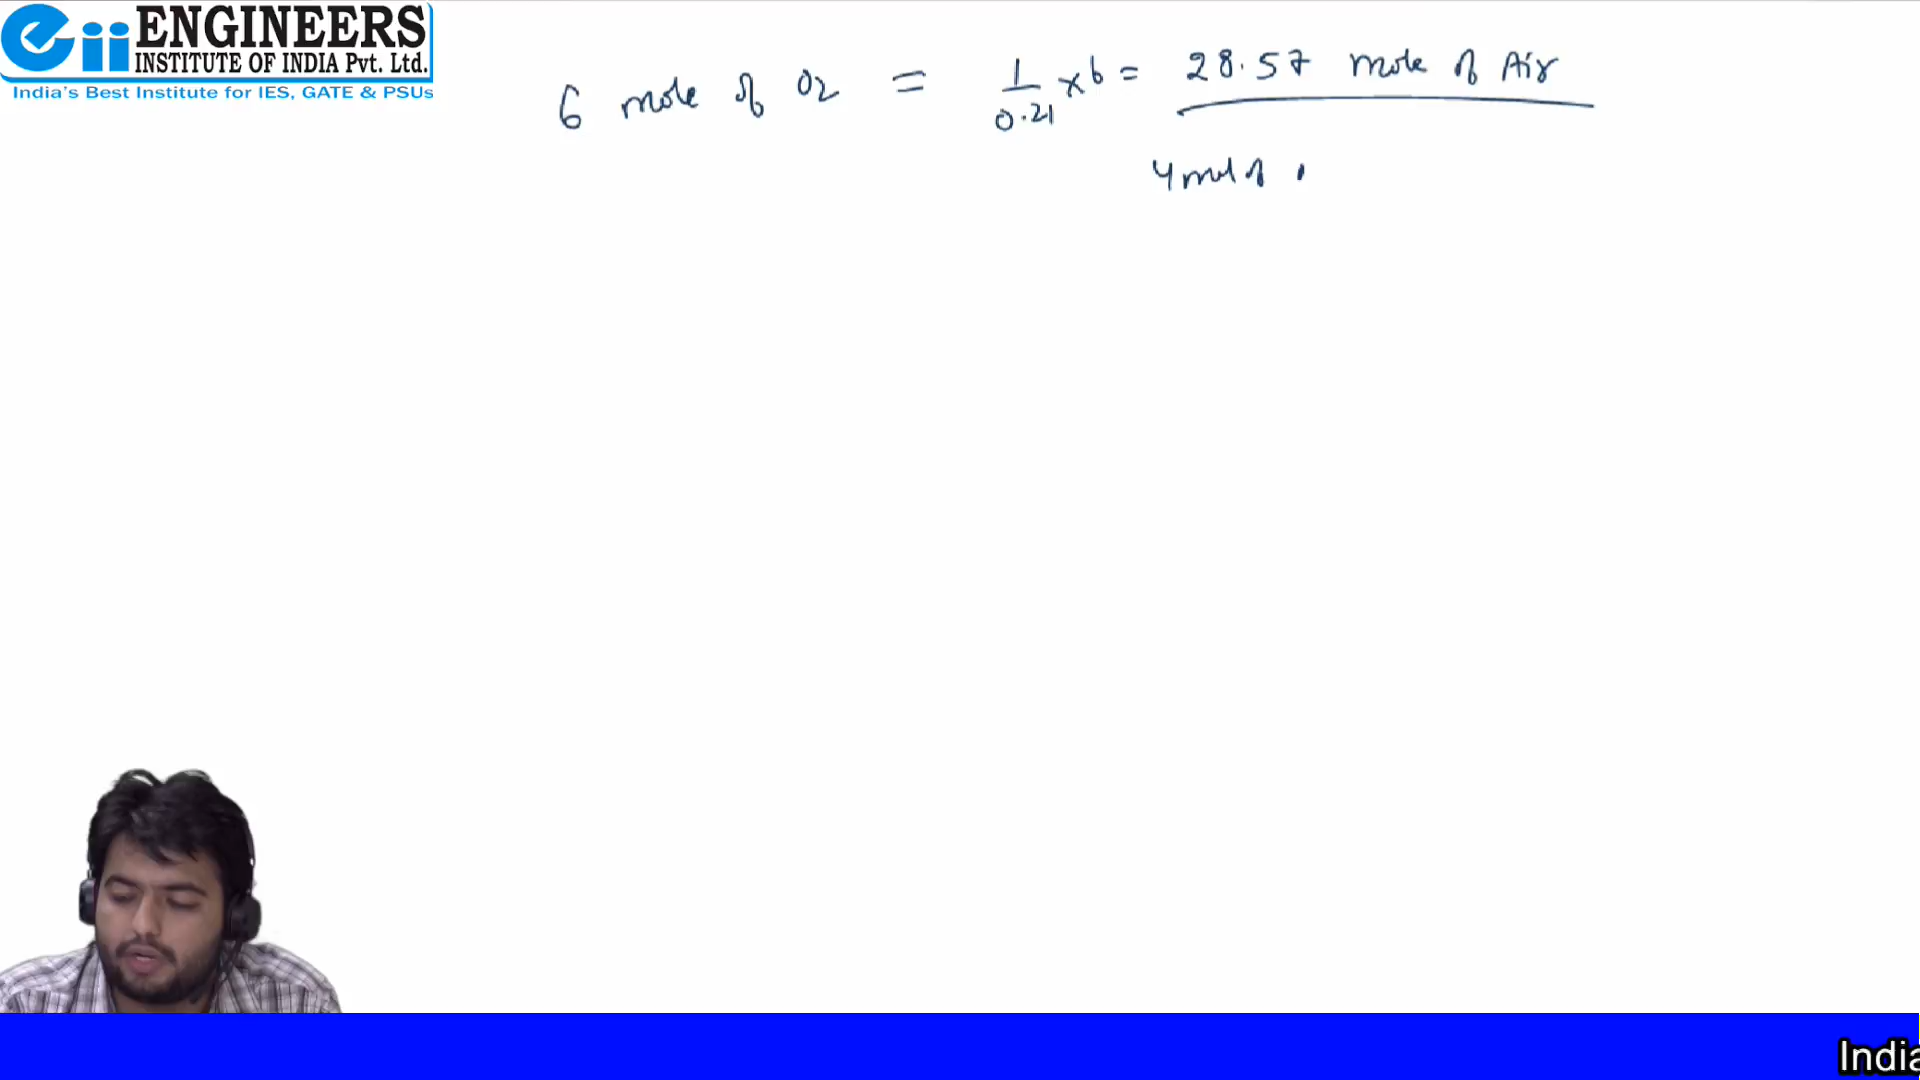 eii ENGINEERS
INSTITUTE OF INDIA Pvt. Ltd.
India's Best Institute for IES, GATE & PSUs
6 mole of O2 = 1/0.21 x 6 = 28.57 mole of Air
4 mol of
India